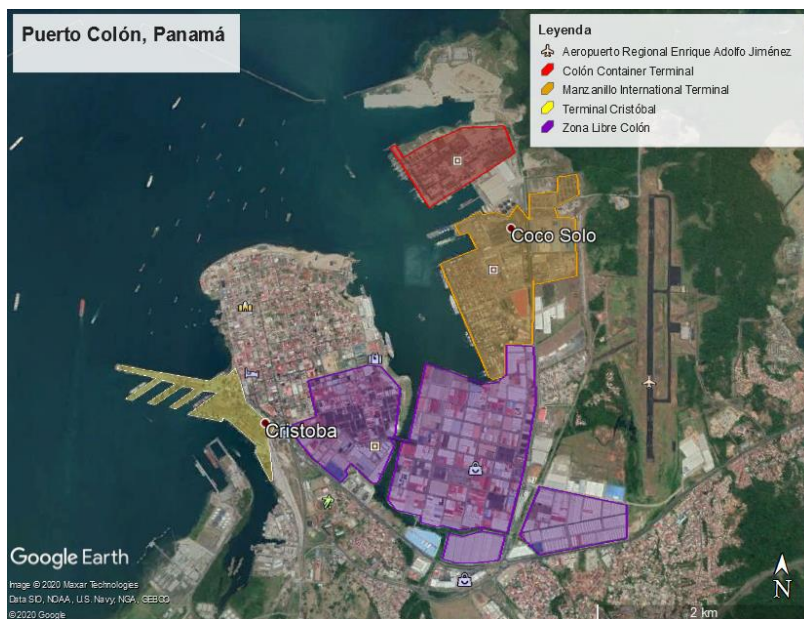 Puerto Colón, Panamá
Leyenda
Aeropuerto Regional Enrique Adolfo Jiménez
Colón Container Terminal
Manzanillo International Terminal
Terminal Cristóbal
Zona Libre Colón
Coco Solo
Cristoba
Google Earth
Image © 2020 Maxar Technologies
Data SIO, NOAA, U.S. Navy, NGA, GEBCO
©2020 Google
2 km
N